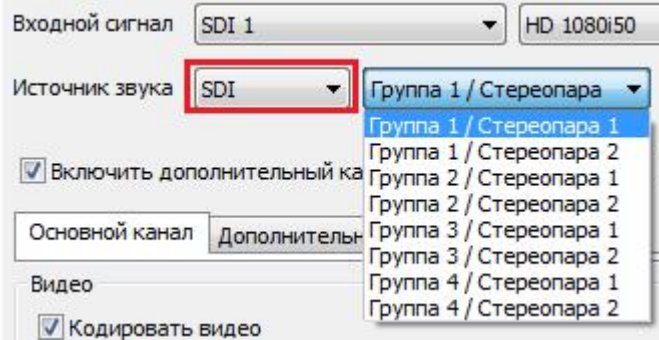 Входной сигнал SDI 1 HD 1080i50
Источник звука SDI Группа 1 / Стереопара
Группа 1 / Стереопара 1
Включить дополнительный ка Группа 1 / Стереопара 2
Группа 2 / Стереопара 1
Группа 2 / Стереопара 2
Основной канал Дополнительн Группа 3 / Стереопара 1
Группа 3 / Стереопара 2
Видео Группа 4 / Стереопара 1
Группа 4 / Стереопара 2
Кодировать видео